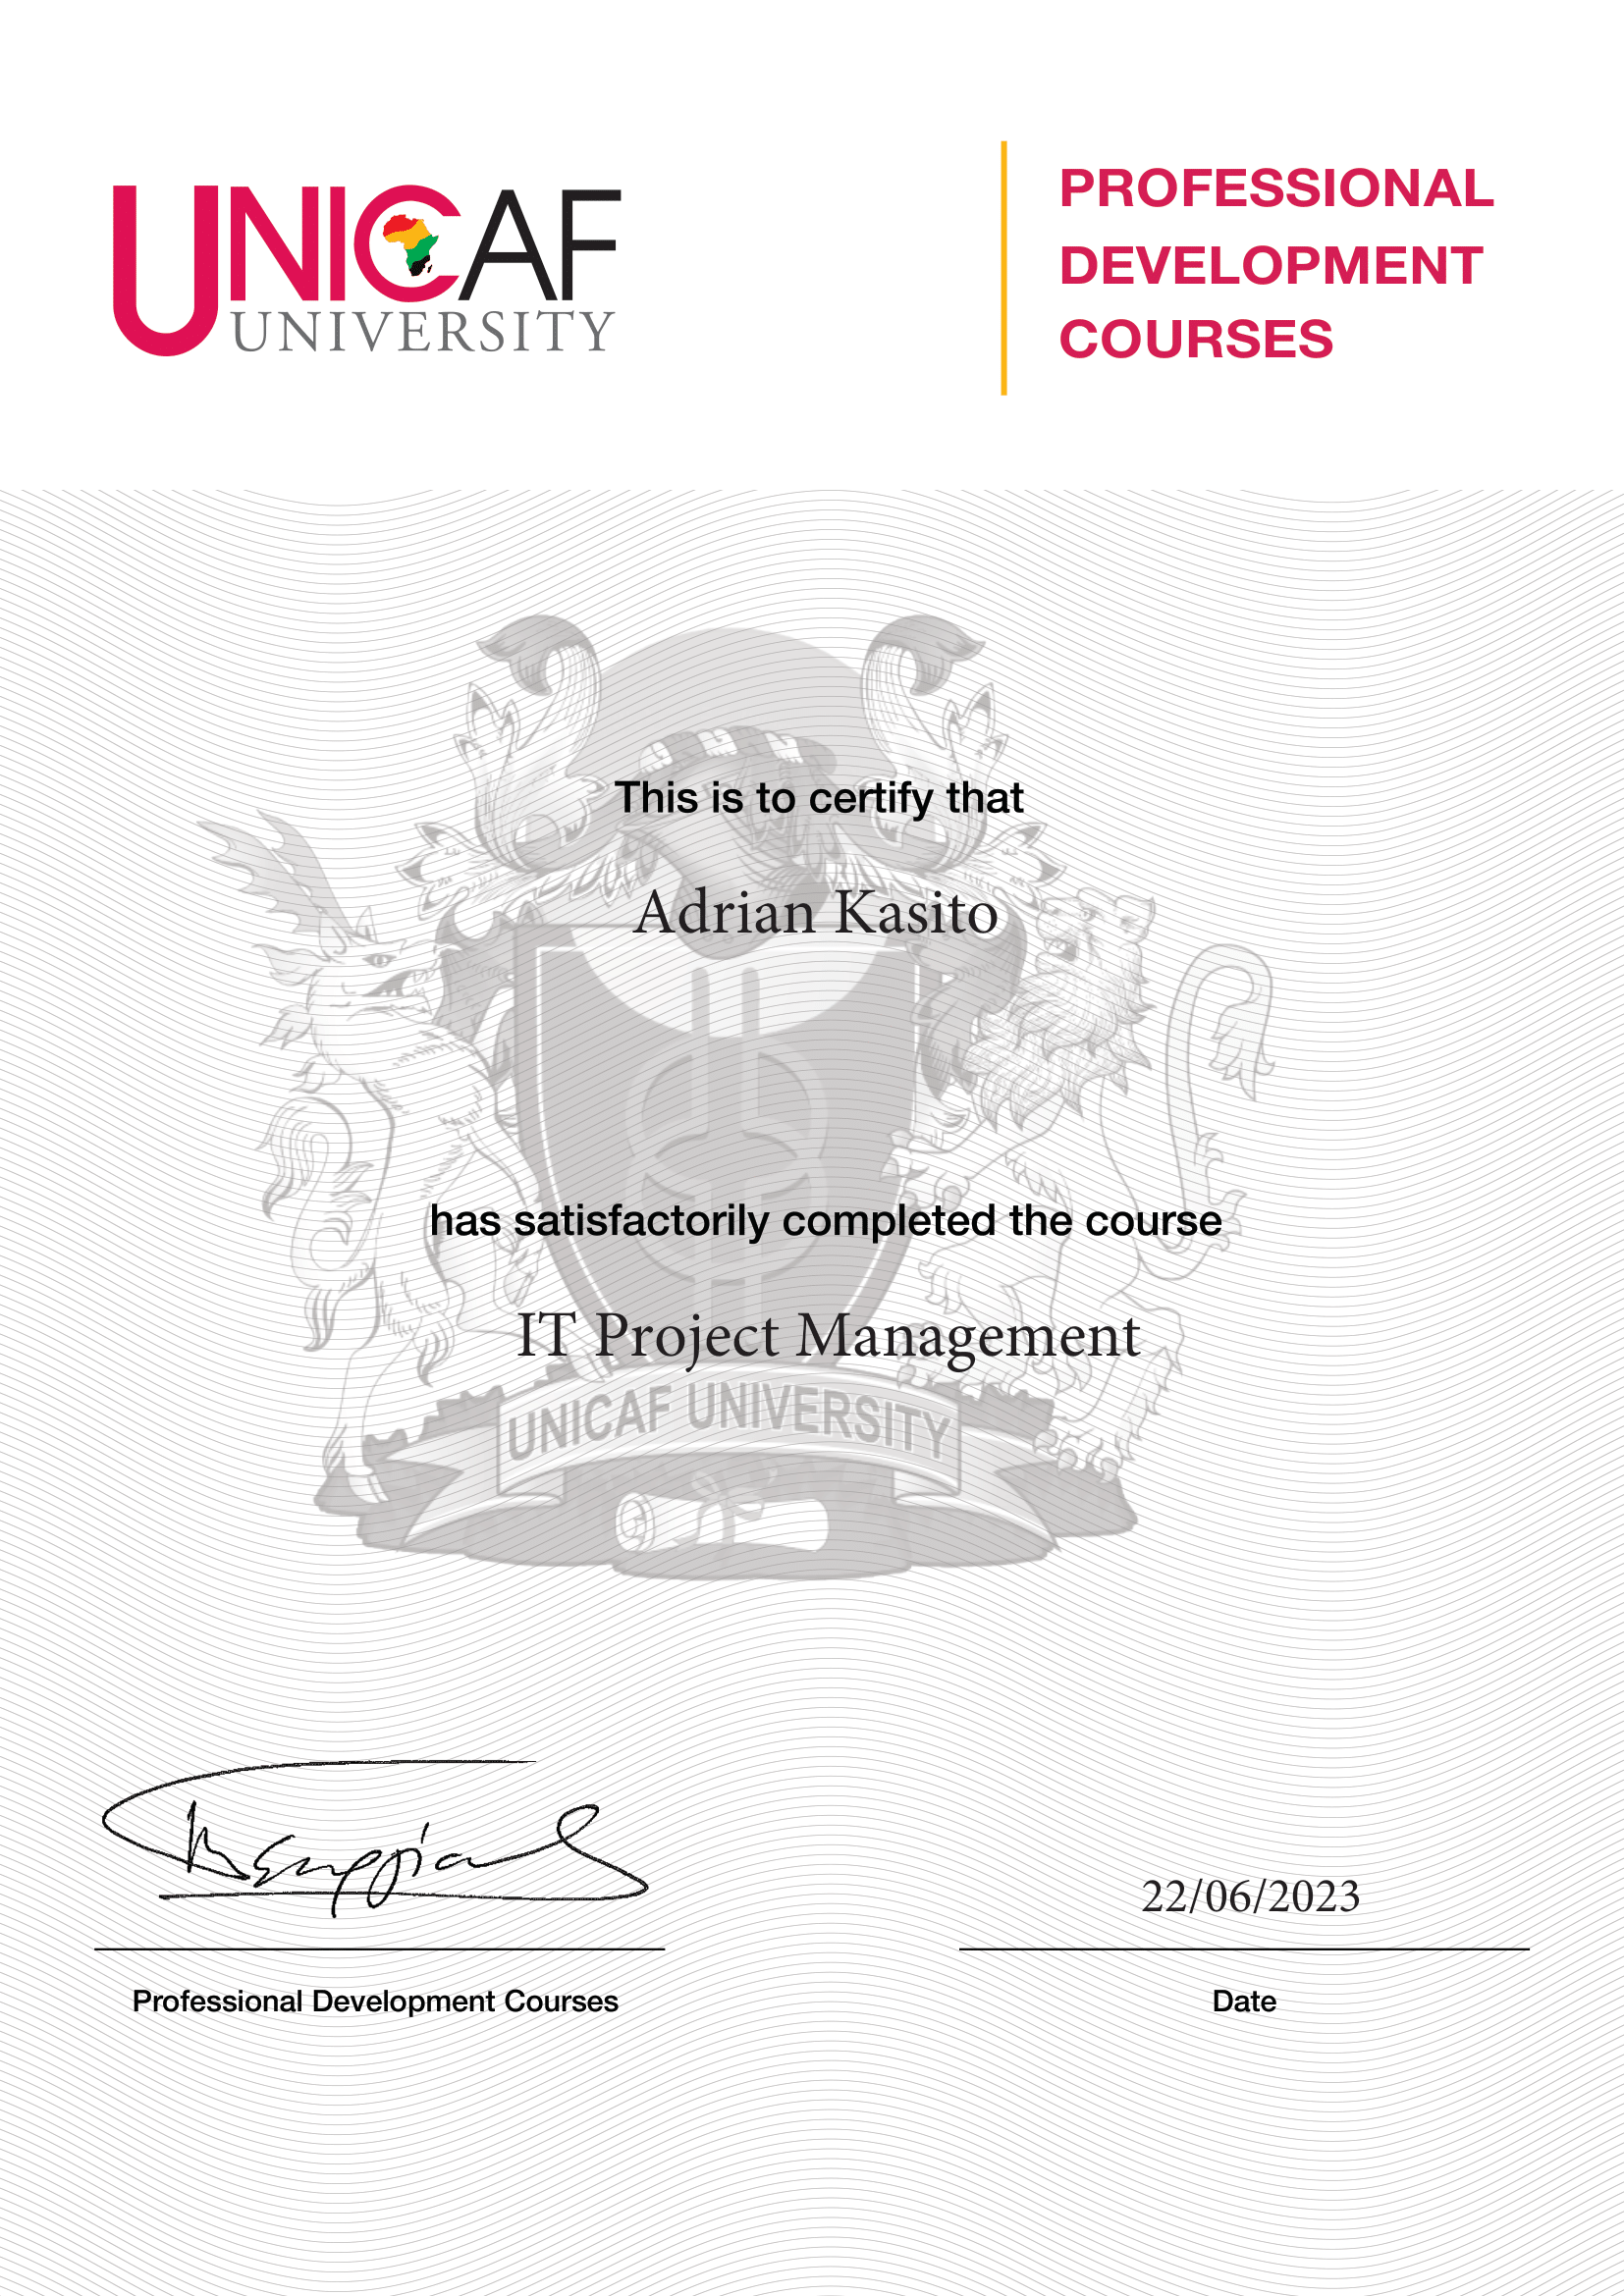 UNICAF
UNIVERSITY
PROFESSIONAL
DEVELOPMENT
COURSES
This is to certify that
Adrian Kasito
has satisfactorily completed the course
IT Project Management
UNICAF UNIVERSITY
22/06/2023
Professional Development Courses
Date